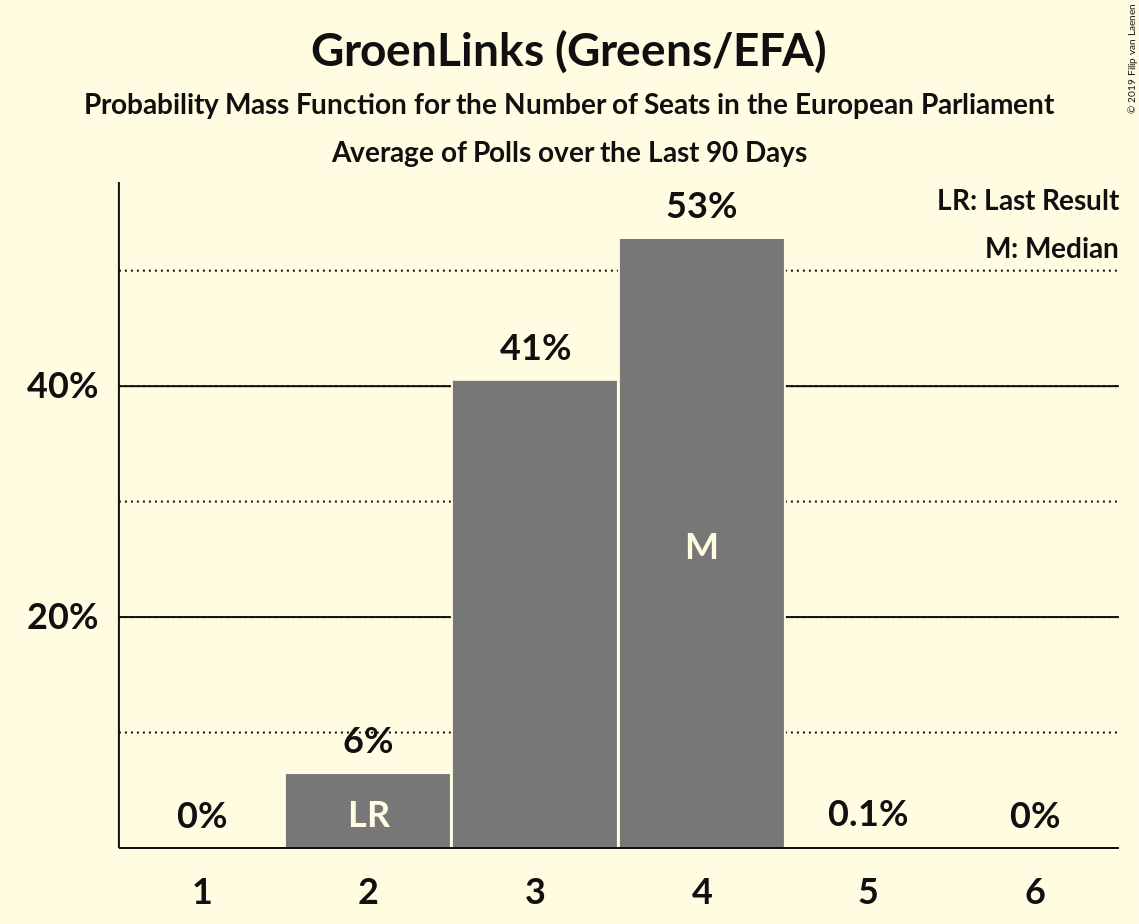 GroenLinks (Greens/EFA)
Probability Mass Function for the Number of Seats in the European Parliament
Average of Polls over the Last 90 Days
© 2019 Filip van Laenen
LR: Last Result
M: Median
53%
41%
40%
M
20%
6%
0%
LR
0.1%
0%
1 2 3 4 5 6